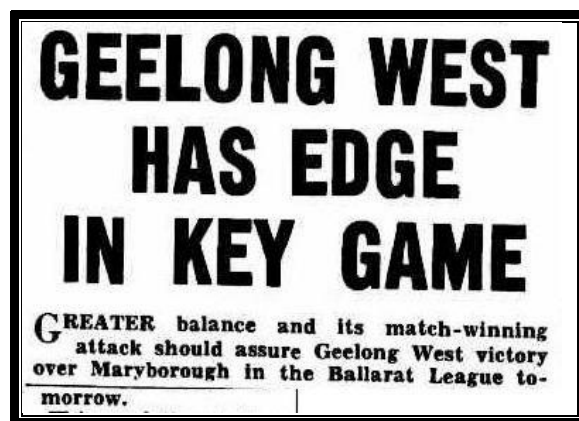 GEELONG WEST
HAS EDGE
IN KEY GAME
GREATER balance and its match-winning
attack should assure Geelong West victory
over Maryborough in the Ballarat League to-
morrow.